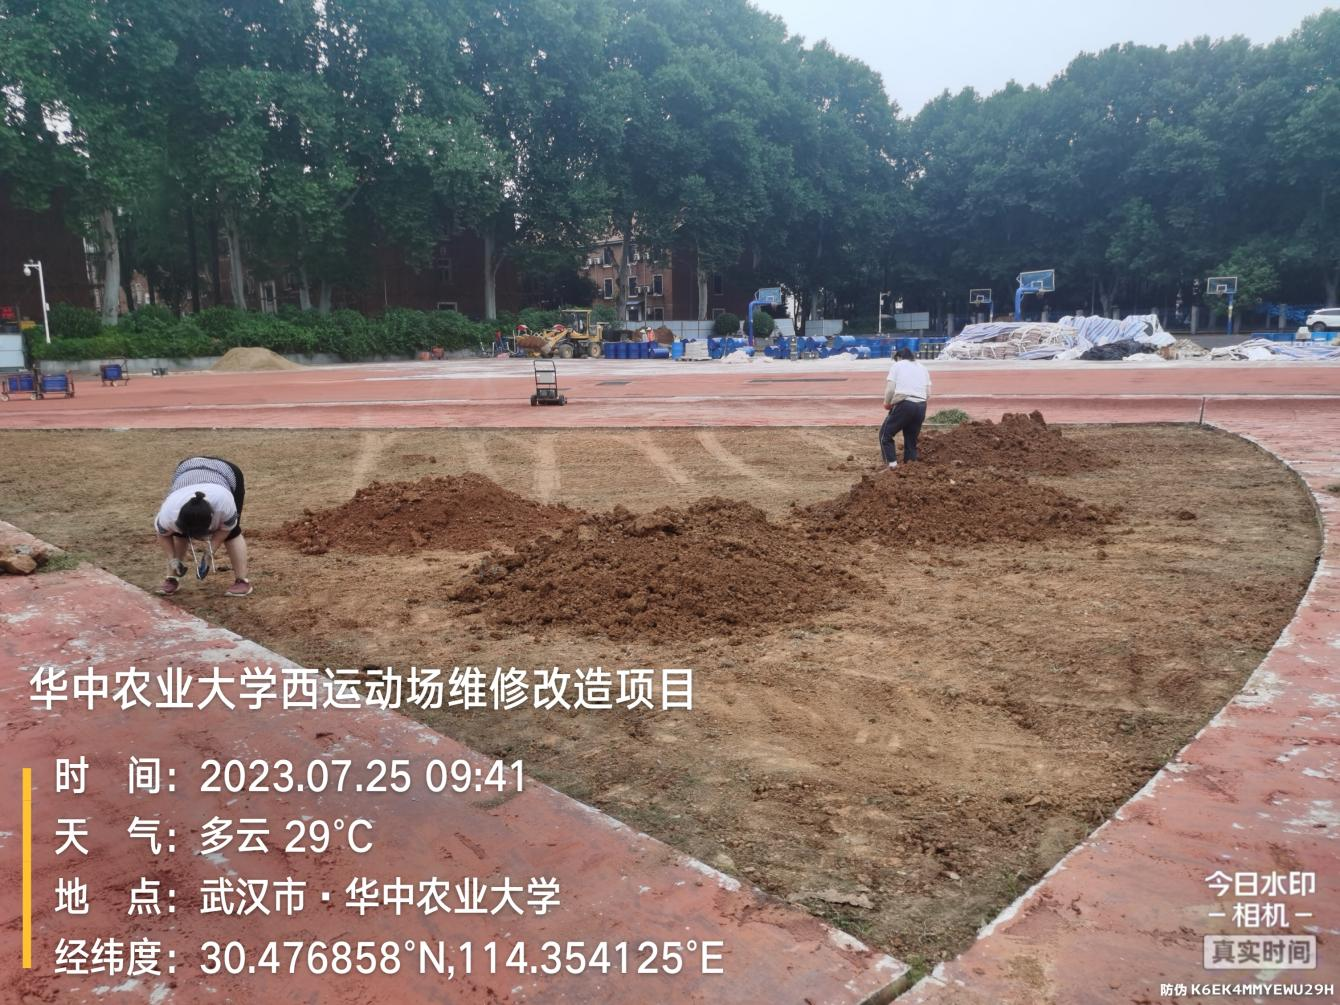 华中农业大学西运动场维修改造项目
时　间：2023.07.25 09:41
天　气：多云 29°C
地　点：武汉市·华中农业大学
经纬度：30.476858°N,114.354125°E
今日水印
–相机–
真实时间
防伪 K6EK4MMYEWU29H